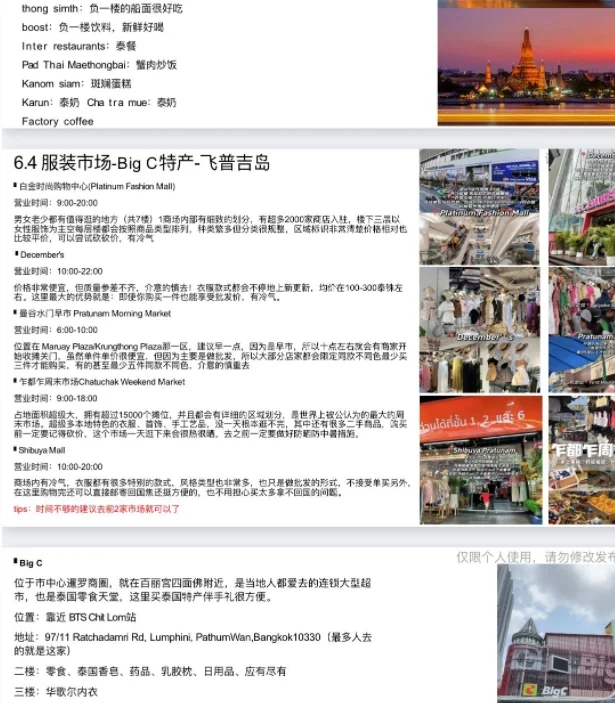 thong simth：负一楼的船面很好吃
boost：负一楼饮料，新鲜好喝
Inter restaurants：泰餐
Pad Thai Maethongbai：蟹肉炒饭
Kanom siam：斑斓蛋糕
Karun：泰奶 Cha tra mue：泰奶
Factory coffee
6.4 服装市场-Big C特产-飞普吉岛
白金时尚购物中心(Platinum Fashion Mall)
营业时间：9:00-20:00
男女老少都有值得逛的地方（共7楼）1商场内部有细致的划分，有超多2000家商店入驻，楼下三层以
女性服饰为主空每层楼都会按照商品类型排列，种类繁多但分类很规整，区域标识非常清楚价格相对也
比较平价，可以尝试砍砍价，有冷气
December's
营业时间：10:00-22:00
价格非常便宜，但质量参差不齐，介意的慎去！衣服款式都会不停地上新更新，均价在100-300泰铢左
右。这里最大的优势就是：即使你购买一件也能享受批发价，有冷气。
曼谷水门早市 Pratunam Morning Market
营业时间：6:00-10:00
位置在 Maruay Plaza/Krungthong Plaza那一区，建议早一点，因为是早市，所以十点左右就会有商家开
始收摊关门，虽然单件单价很便宜，但因为主要是做批发，所以大部分店家都会限定同款不同色最少买
三件才能购买，有的甚至最少五件同款不同色，介意的慎重去
乍都乍周末市场Chatuchak Weekend Market
营业时间：9:00-18:00
占地面积超级大，拥有超过15000个摊位，并且都会有详细的区域划分，是世界上被公认为的最大的周
末市场，超级多本地特色的衣服、首饰、手工艺品，没一天根本逛不完，其中还有很多二手商品，购买
前一定要记得砍价，这个市场一天逛下来会很热很晒，去之前一定要做好防晒防中暑措施。
Shibuya Mall
营业时间：10:00-20:00
商场内有冷气，衣服都有很多特别的款式，风格类型也非常多，也只是做批发的形式，不接受单买另外，
在这里购物完还可以直接邮寄回国焦还挺方便的，也不用担心买太多拿不回国的问题。
tips：时间不够的建议去前2家市场就可以了
Platinum Fashion Mall
December's
Pratunam
1, 2, และ 6
Shibuya Pratunam
乍都乍周
仅限个人使用，请勿修改发布
Big C
位于市中心暹罗商圈，就在百丽宫四面佛附近，是当地人都爱去的连锁大型超
市，也是泰国零食天堂，这里买泰国特产伴手礼很方便。
位置：靠近 BTS Chit Lom站
地址：97/11 Ratchadamri Rd, Lumphini, PathumWan,Bangkok10330（最多人去
的就是这家）
二楼：零食、泰国香皂、药品、乳胶枕、日用品、应有尽有
三楼：华歌尔内衣
BigC